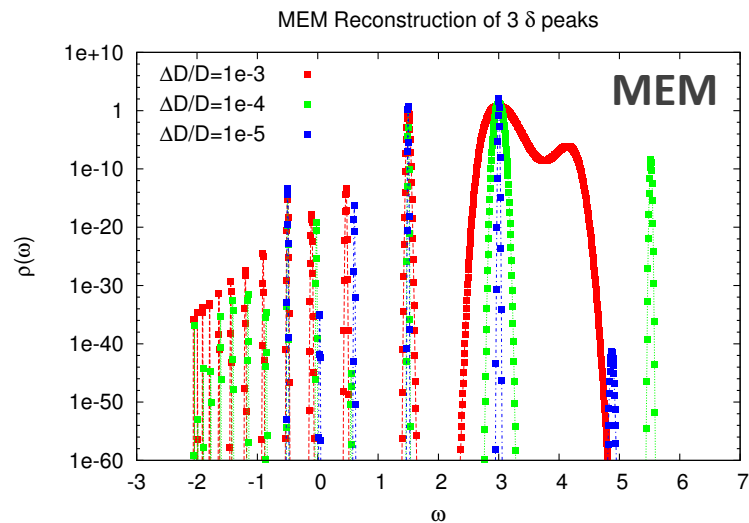 MEM Reconstruction of 3 δ peaks
1e+10
1
1e-10
1e-20
1e-30
1e-40
1e-50
1e-60
ρ(ω)
ΔD/D=1e-3
ΔD/D=1e-4
ΔD/D=1e-5
MEM
-3 -2 -1 0 1 2 3 4 5 6 7
ω